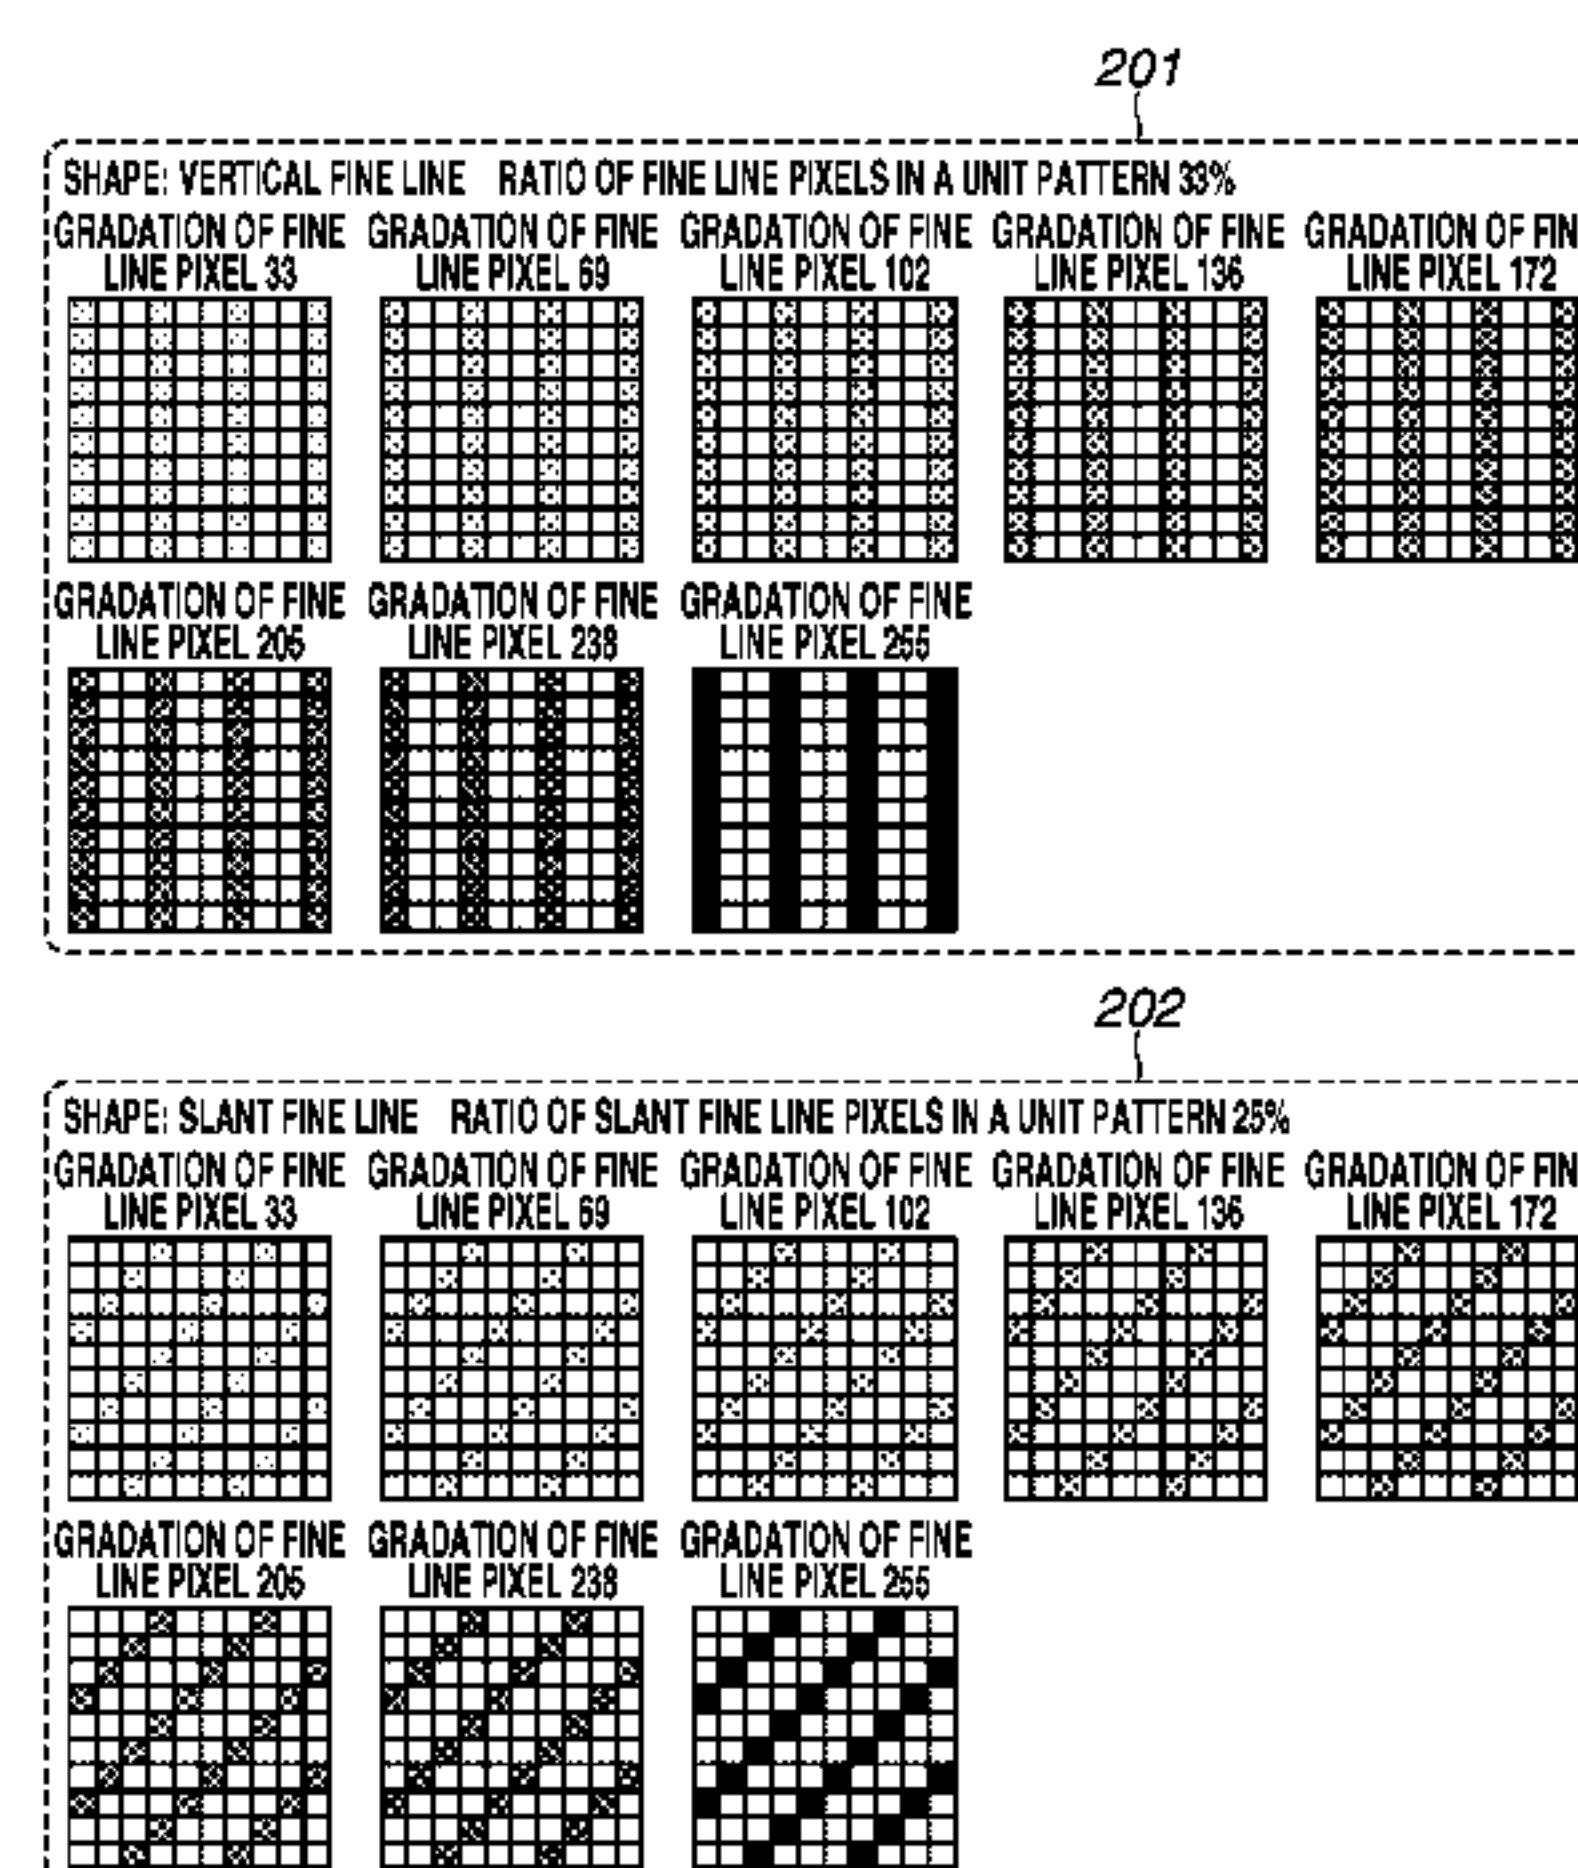 201
SHAPE: VERTICAL FINE LINE RATIO OF FINE LINE PIXELS IN A UNIT PATTERN 33%
GRADATION OF FINE GRADATION OF FINE GRADATION OF FINE GRADATION OF FINE GRADATION OF FIN
LINE PIXEL 33 LINE PIXEL 69 LINE PIXEL 102 LINE PIXEL 136 LINE PIXEL 172
GRADATION OF FINE GRADATION OF FINE GRADATION OF FINE
LINE PIXEL 205 LINE PIXEL 238 LINE PIXEL 255
202
SHAPE: SLANT FINE LINE RATIO OF SLANT FINE LINE PIXELS IN A UNIT PATTERN 25%
GRADATION OF FINE GRADATION OF FINE GRADATION OF FINE GRADATION OF FINE GRADATION OF FIN
LINE PIXEL 33 LINE PIXEL 69 LINE PIXEL 102 LINE PIXEL 136 LINE PIXEL 172
GRADATION OF FINE GRADATION OF FINE GRADATION OF FINE
LINE PIXEL 205 LINE PIXEL 238 LINE PIXEL 255